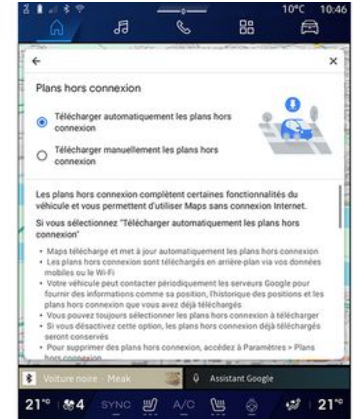 10°C 10:46
Plans hors connexion
Télécharger automatiquement les plans hors
connexion
Télécharger manuellement les plans hors
connexion
Les plans hors connexion complètent certaines fonctionnalités du
véhicule et vous permettent d'utiliser Maps sans connexion Internet.
Si vous sélectionnez "Télécharger automatiquement les plans hors
connexion"
• Maps télécharge et met à jour automatiquement les plans hors connexion
• Les plans hors connexion sont téléchargés en arrière-plan via vos données
mobiles ou le Wi-Fi
• Votre véhicule peut contacter périodiquement les serveurs Google pour
fournir des informations comme sa position, l'historique des positions et les
plans hors connexion que vous avez déjà téléchargés
• Vous pouvez toujours sélectionner les plans hors connexion à télécharger
• Si vous désactivez cette option, les plans hors connexion déjà téléchargés
seront conservés
• Pour supprimer des plans hors connexion, accédez à Paramètres > Plans
hors connexion
Voiture noire · Meak
Assistant Google
21° 4 SYNC A/C 21°